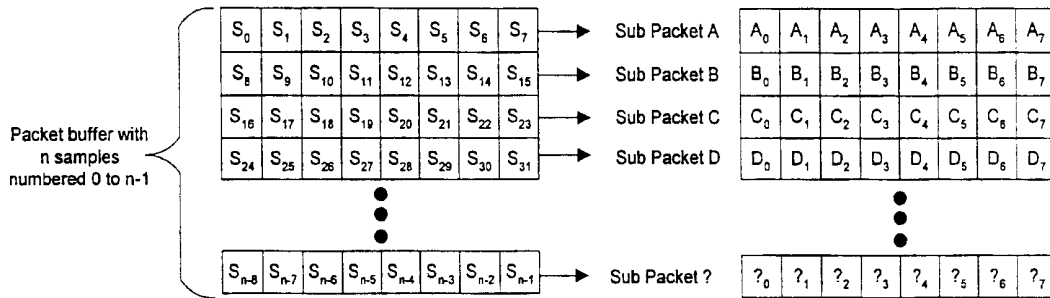 S0 S1 S2 S3 S4 S5 S6 S7 Sub Packet A A0 A1 A2 A3 A4 A5 A6 A7
S8 S9 S10 S11 S12 S13 S14 S15 Sub Packet B B0 B1 B2 B3 B4 B5 B6 B7
S16 S17 S18 S19 S20 S21 S22 S23 Sub Packet C C0 C1 C2 C3 C4 C5 C6 C7
Packet buffer with
n samples
numbered 0 to n-1
S24 S25 S26 S27 S28 S29 S30 S31 Sub Packet D D0 D1 D2 D3 D4 D5 D6 D7
Sn-8 Sn-7 Sn-6 Sn-5 Sn-4 Sn-3 Sn-2 Sn-1 Sub Packet ? ?0 ?1 ?2 ?3 ?4 ?5 ?6 ?7